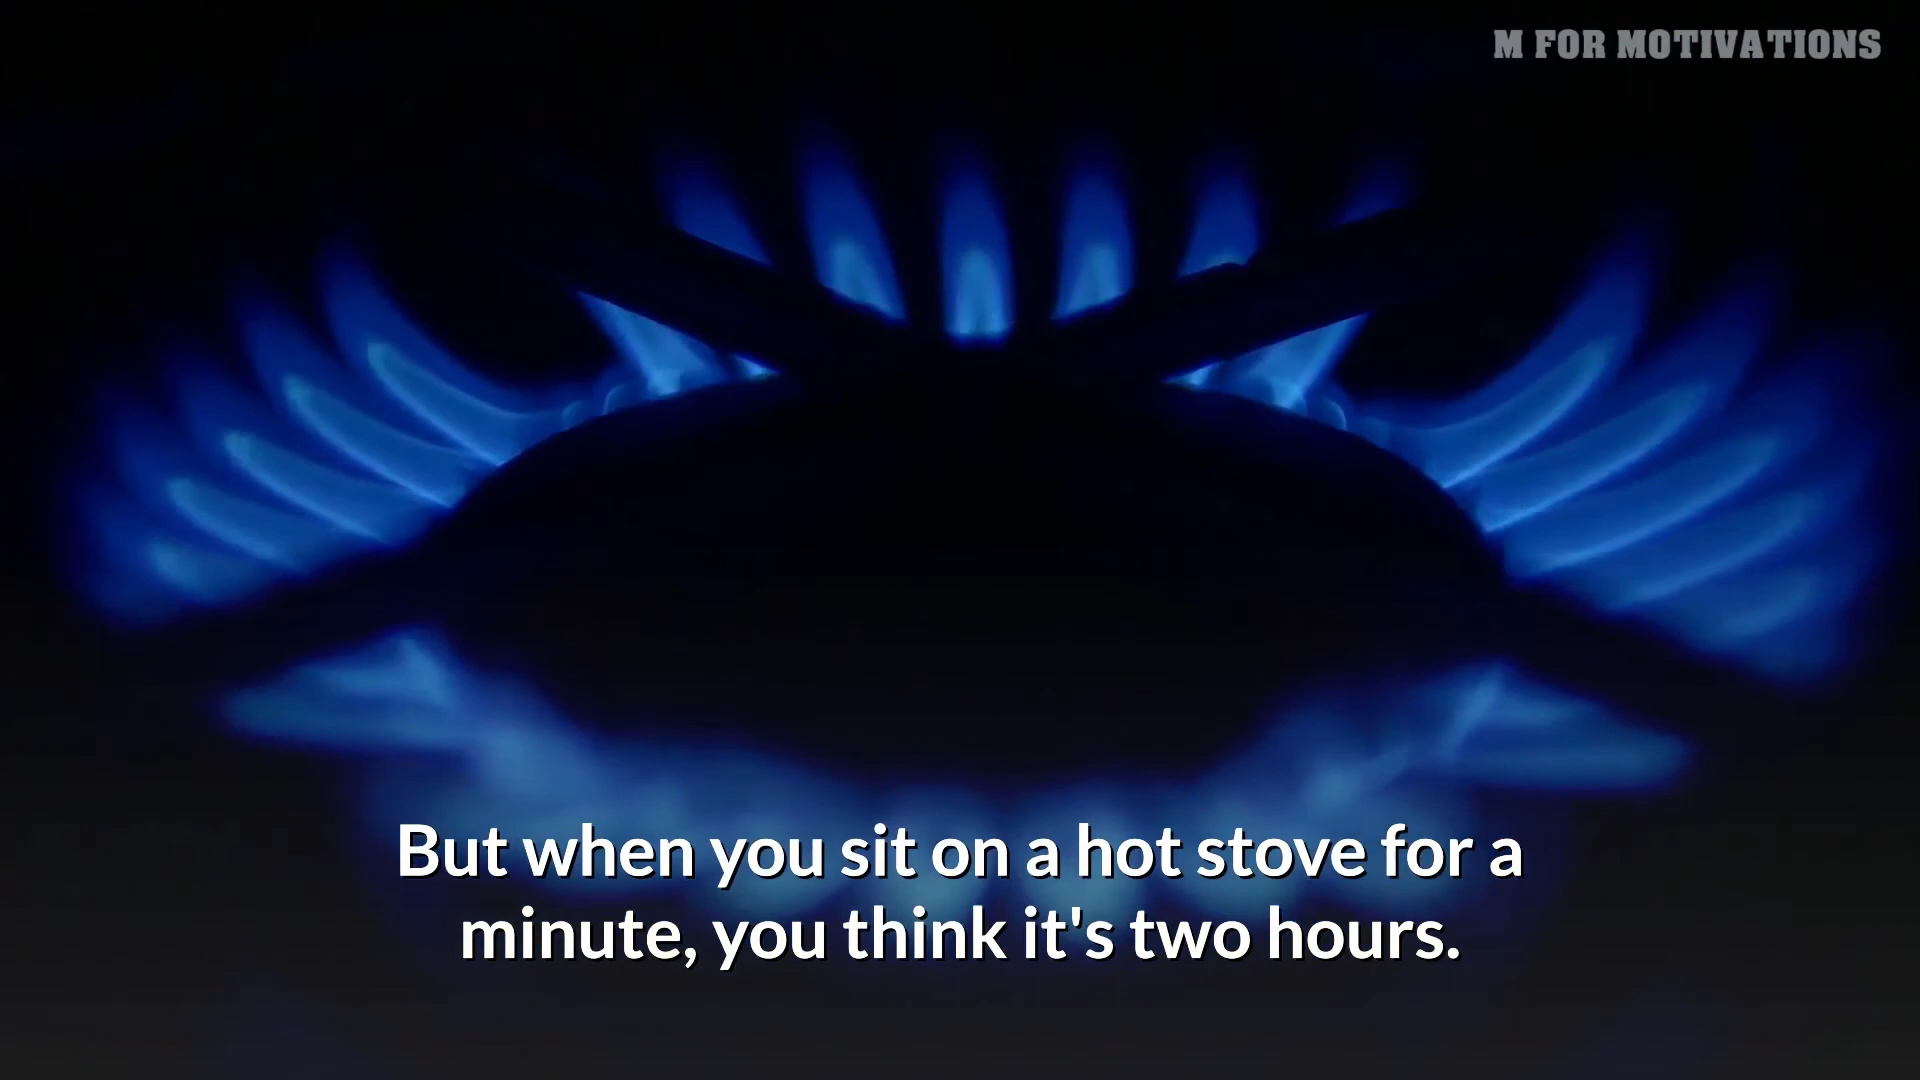 M FOR MOTIVATIONS
But when you sit on a hot stove for a
minute, you think it's two hours.